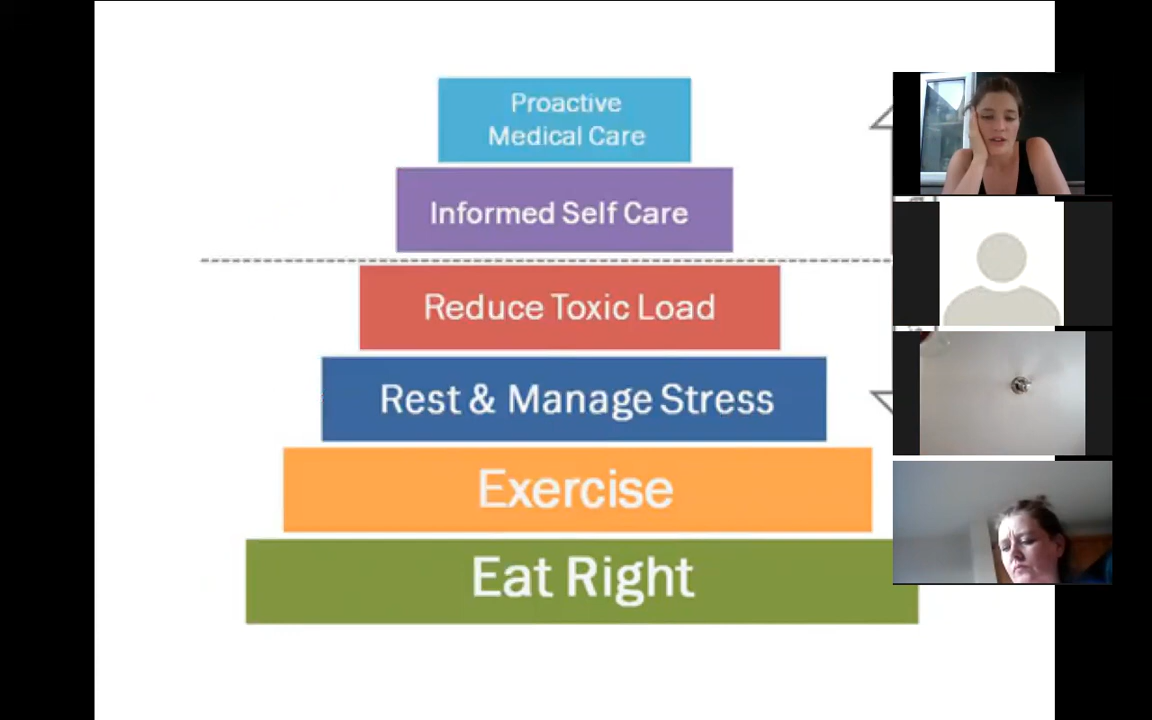 Proactive
Medical Care
Informed Self Care
Reduce Toxic Load
Rest & Manage Stress
Exercise
Eat Right